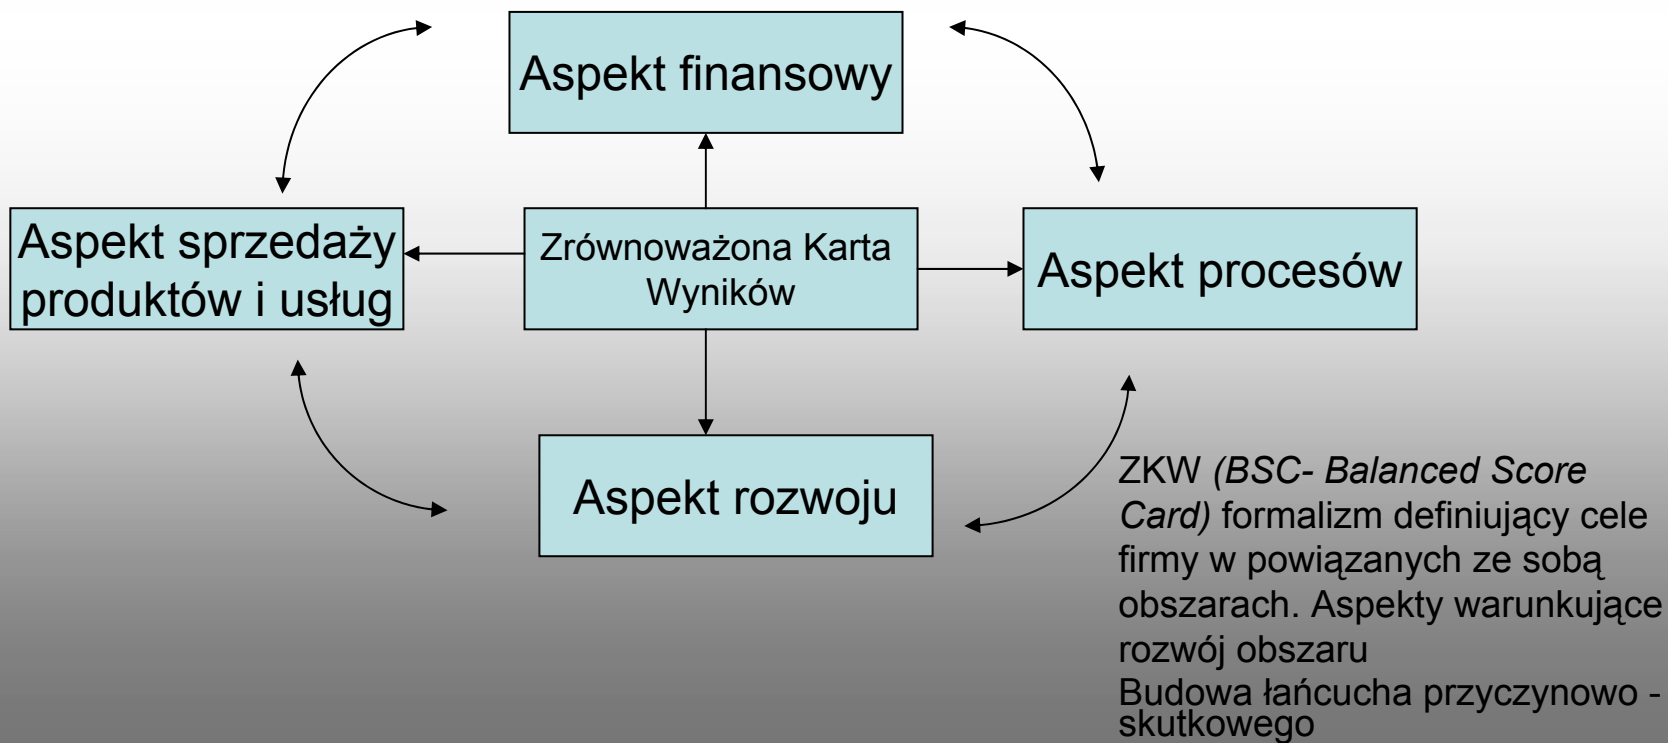 Aspekt finansowy
Aspekt sprzedaży
produktów i usług
Zrównoważona Karta
Wyników
Aspekt procesów
Aspekt rozwoju
ZKW (BSC- Balanced Score
Card) formalizm definiujący cele
firmy w powiązanych ze sobą
obszarach. Aspekty warunkujące
rozwój obszaru
Budowa łańcucha przyczynowo -
skutkowego